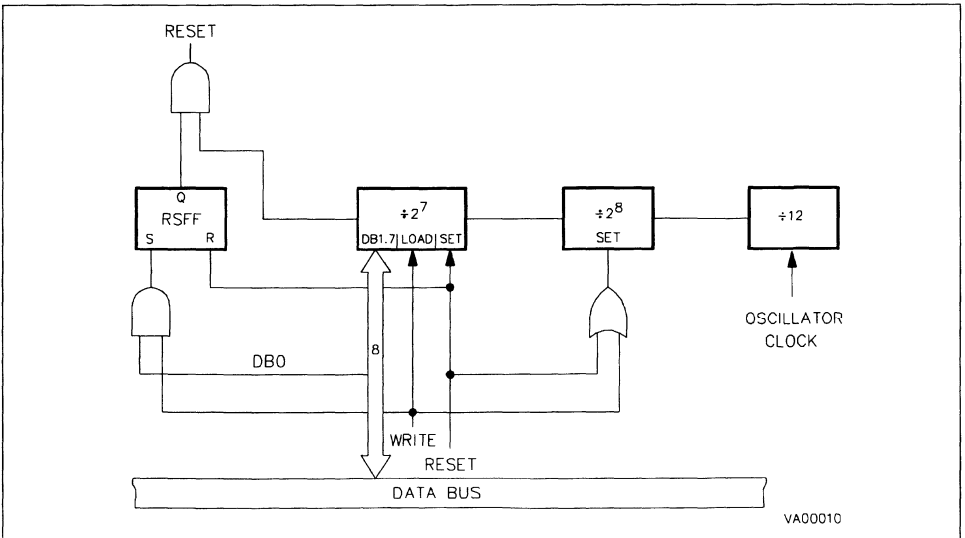 RESET
Q
RSFF
S R
÷2⁷
DB1.7 LOAD SET
÷2⁸
SET
÷12
OSCILLATOR
CLOCK
DB0
8
WRITE
RESET
DATA BUS
VA00010